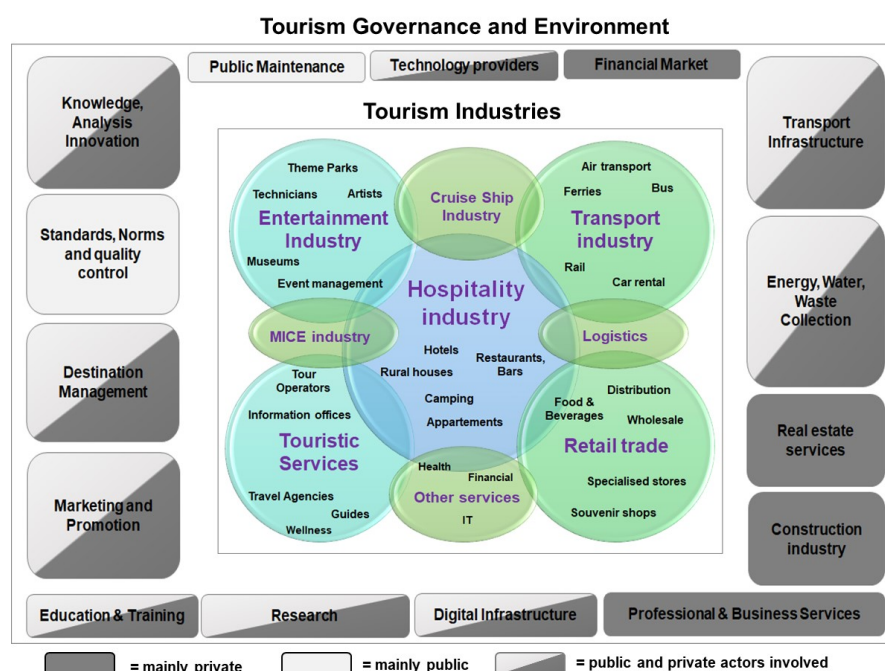 Tourism Governance and Environment
Public Maintenance
Technology providers
Financial Market
Knowledge,
Analysis
Innovation
Standards, Norms
and quality
control
Destination
Management
Marketing and
Promotion
Tourism Industries
Theme Parks
Technicians
Artists
Entertainment
Industry
Museums
Event management
Cruise Ship
Industry
Air transport
Ferries
Bus
Transport
industry
Rail
Car rental
Hospitality
industry
Hotels
Restaurants,
Bars
Rural houses
Camping
Appartements
MICE industry
Logistics
Tour
Operators
Information offices
Touristic
Services
Travel Agencies
Guides
Wellness
Health
Financial
Other services
IT
Distribution
Food &
Beverages
Wholesale
Retail trade
Specialised stores
Souvenir shops
Transport
Infrastructure
Energy, Water,
Waste
Collection
Real estate
services
Construction
industry
Education & Training
Research
Digital Infrastructure
Professional & Business Services
= mainly private
= mainly public
= public and private actors involved